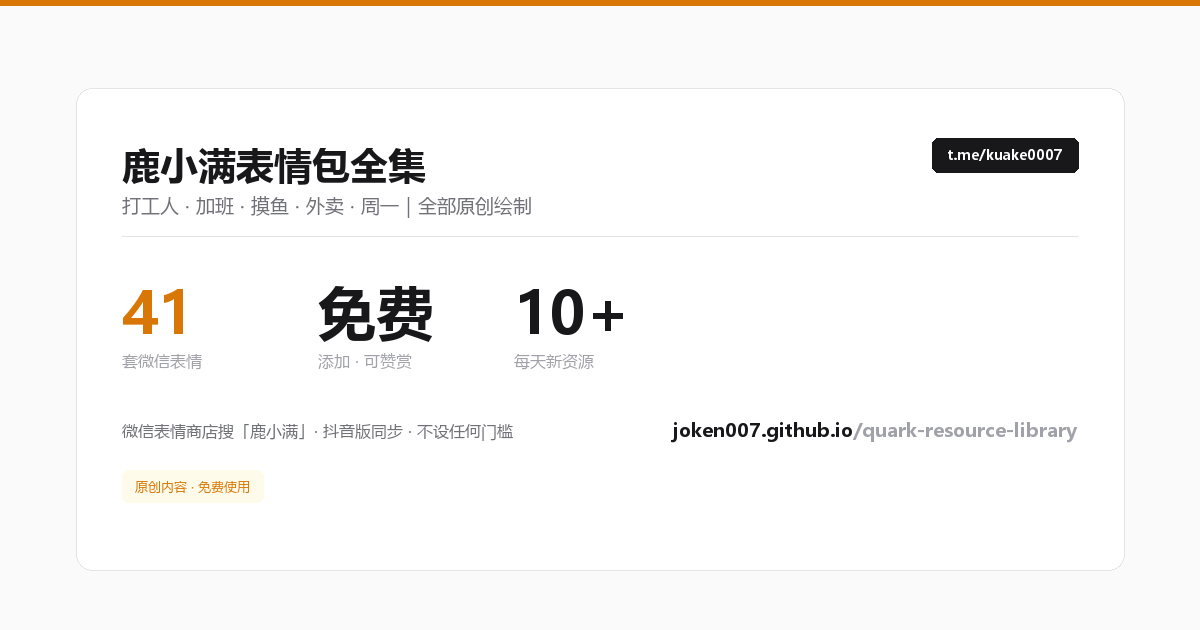 鹿小满表情包全集
t.me/kuake0007
打工人 · 加班 · 摸鱼 · 外卖 · 周一 | 全部原创绘制
41
免费
10+
套微信表情
添加 · 可赞赏
每天新资源
微信表情商店搜「鹿小满」· 抖音版同步 · 不设任何门槛
joken007.github.io/quark-resource-library
原创内容 · 免费使用